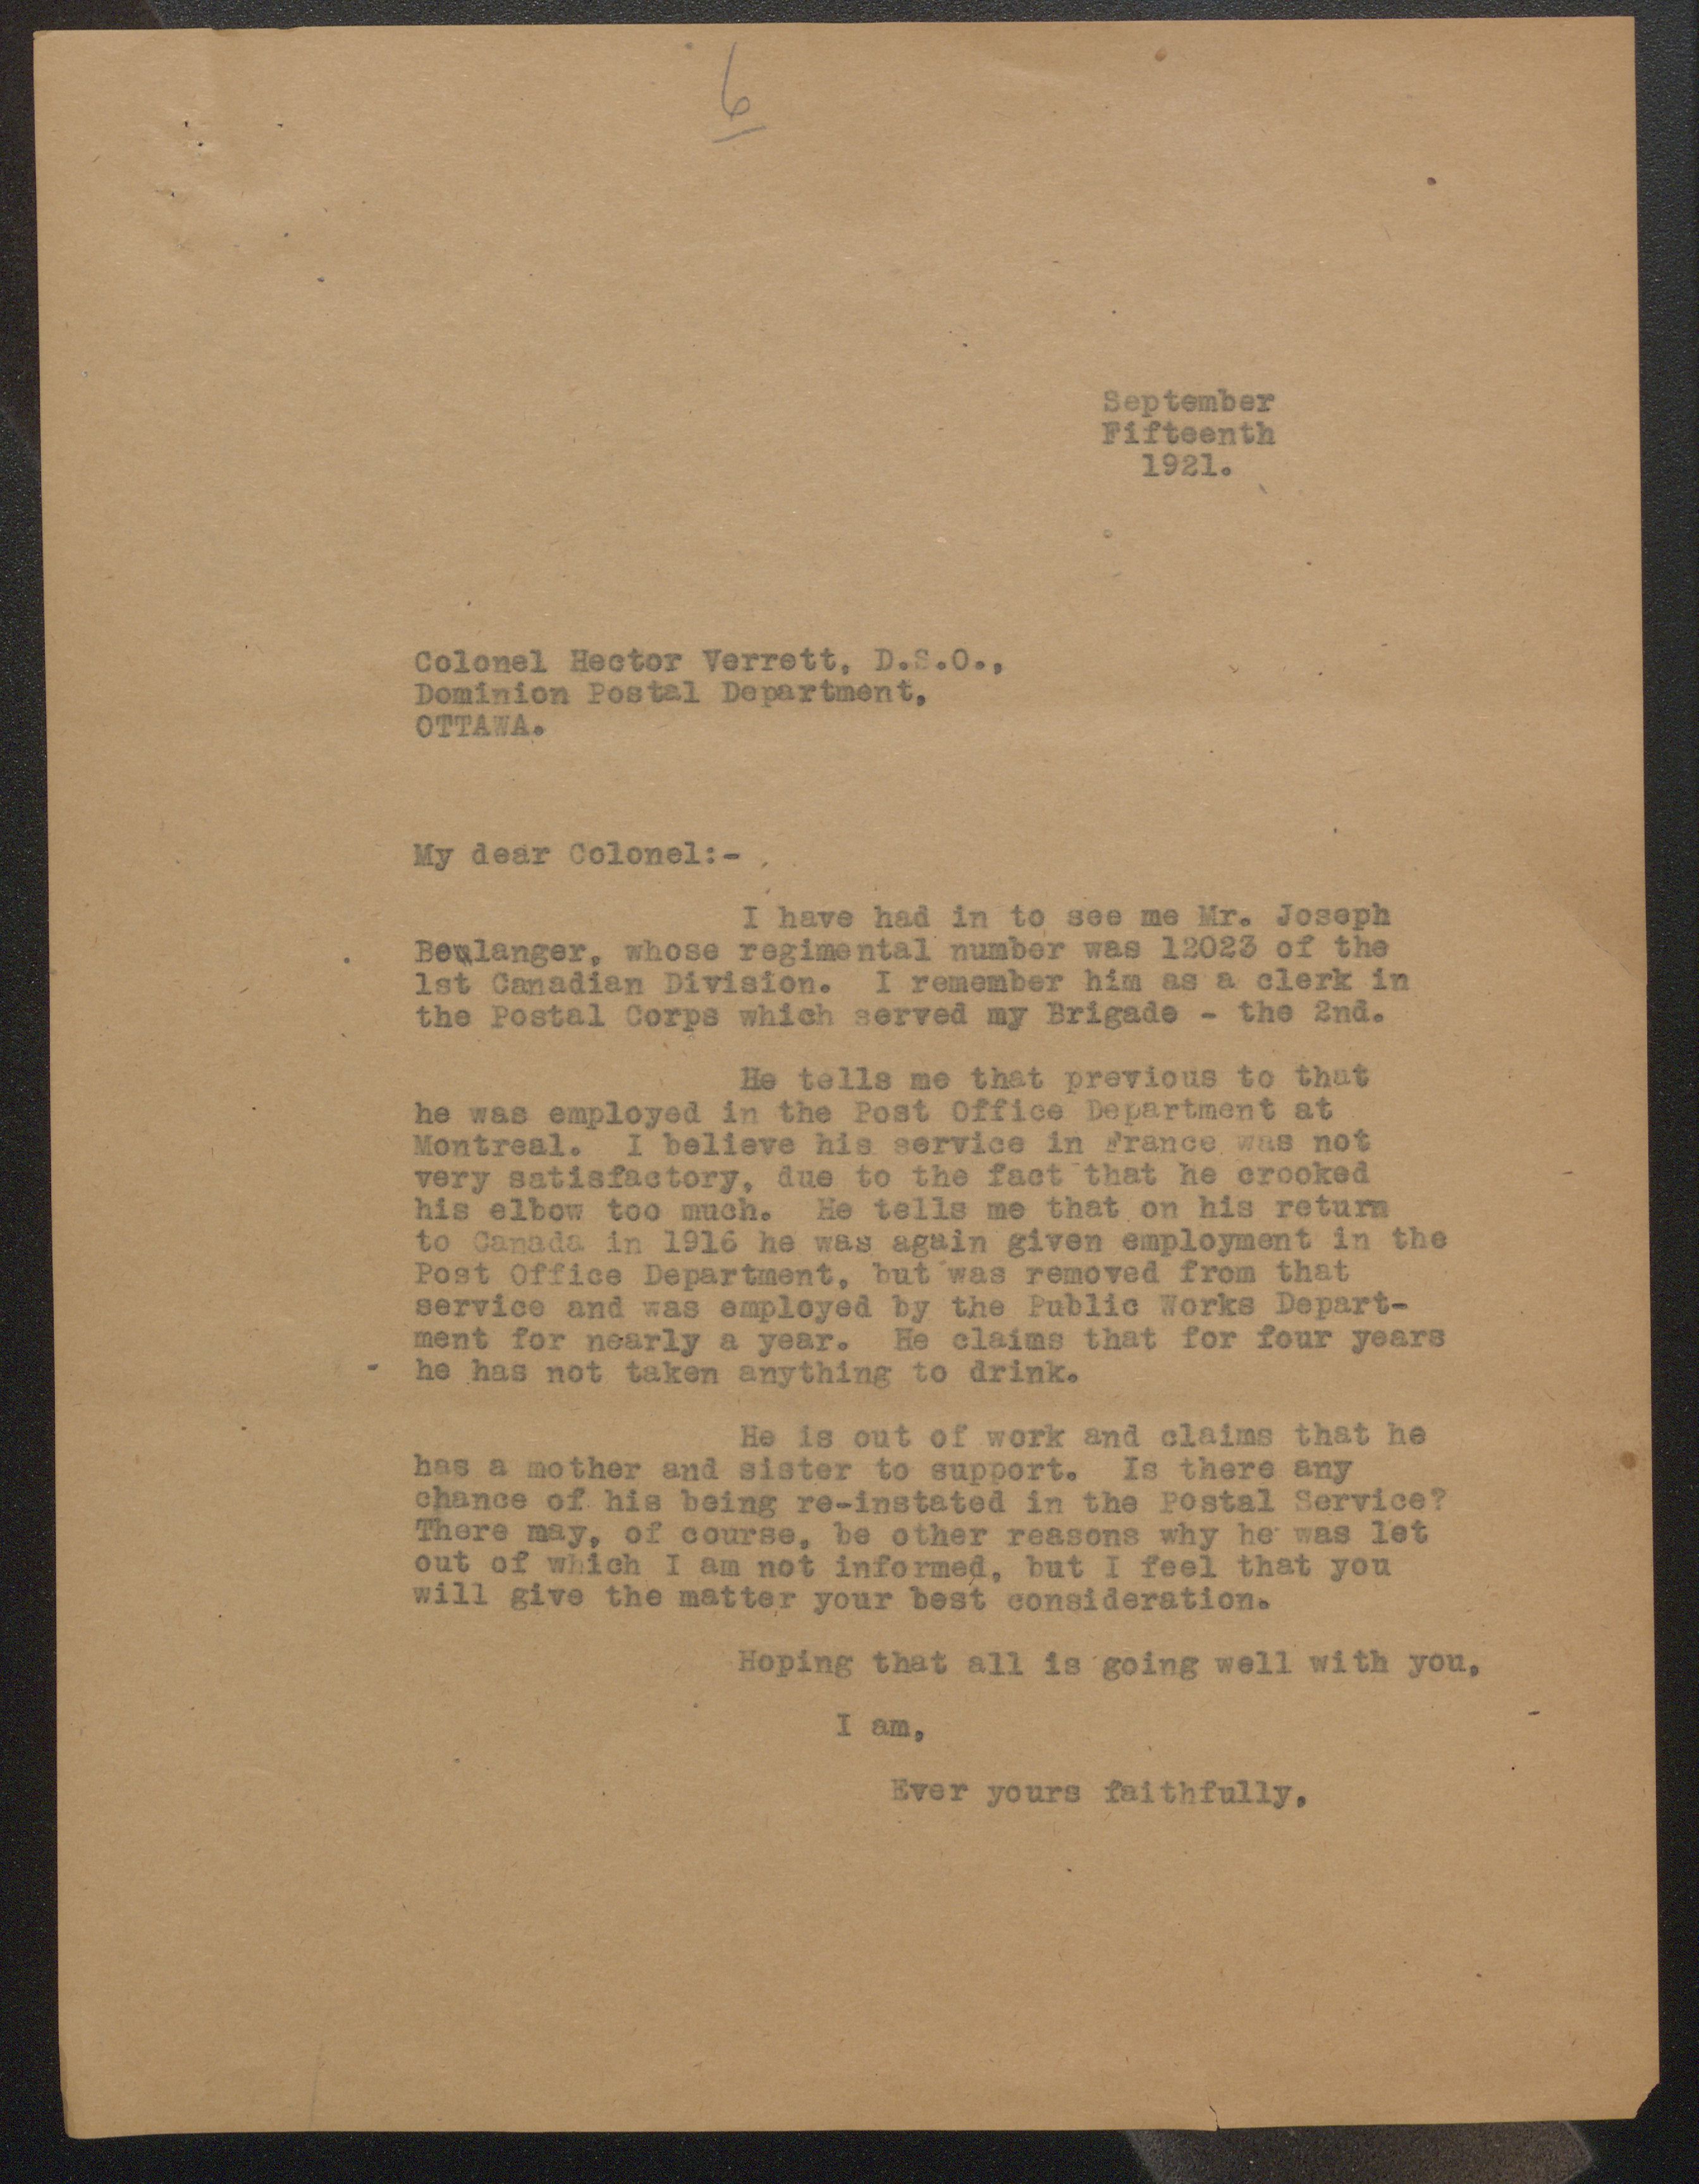 6
September
Fifteenth
1921.
Colonel Hector Verrett, D.S.O.,
Dominion Postal Department,
OTTAWA.
My dear Colonel:-
I have had in to see me Mr. Joseph
Boulanger, whose regimental number was 12023 of the
1st Canadian Division. I remember him as a clerk in
the Postal Corps which served my Brigade - the 2nd.
He tells me that previous to that
he was employed in the Post Office Department at
Montreal. I believe his service in France was not
very satisfactory, due to the fact that he crooked
his elbow too much. He tells me that on his return
to Canada in 1916 he was again given employment in the
Post Office Department, but was removed from that
service and was employed by the Public Works Depart-
ment for nearly a year. He claims that for four years
he has not taken anything to drink.
He is out of work and claims that he
has a mother and sister to support. Is there any
chance of his being re-instated in the Postal Service?
There may, of course, be other reasons why he was let
out of which I am not informed, but I feel that you
will give the matter your best consideration.
Hoping that all is going well with you,
I am,
Ever yours faithfully,